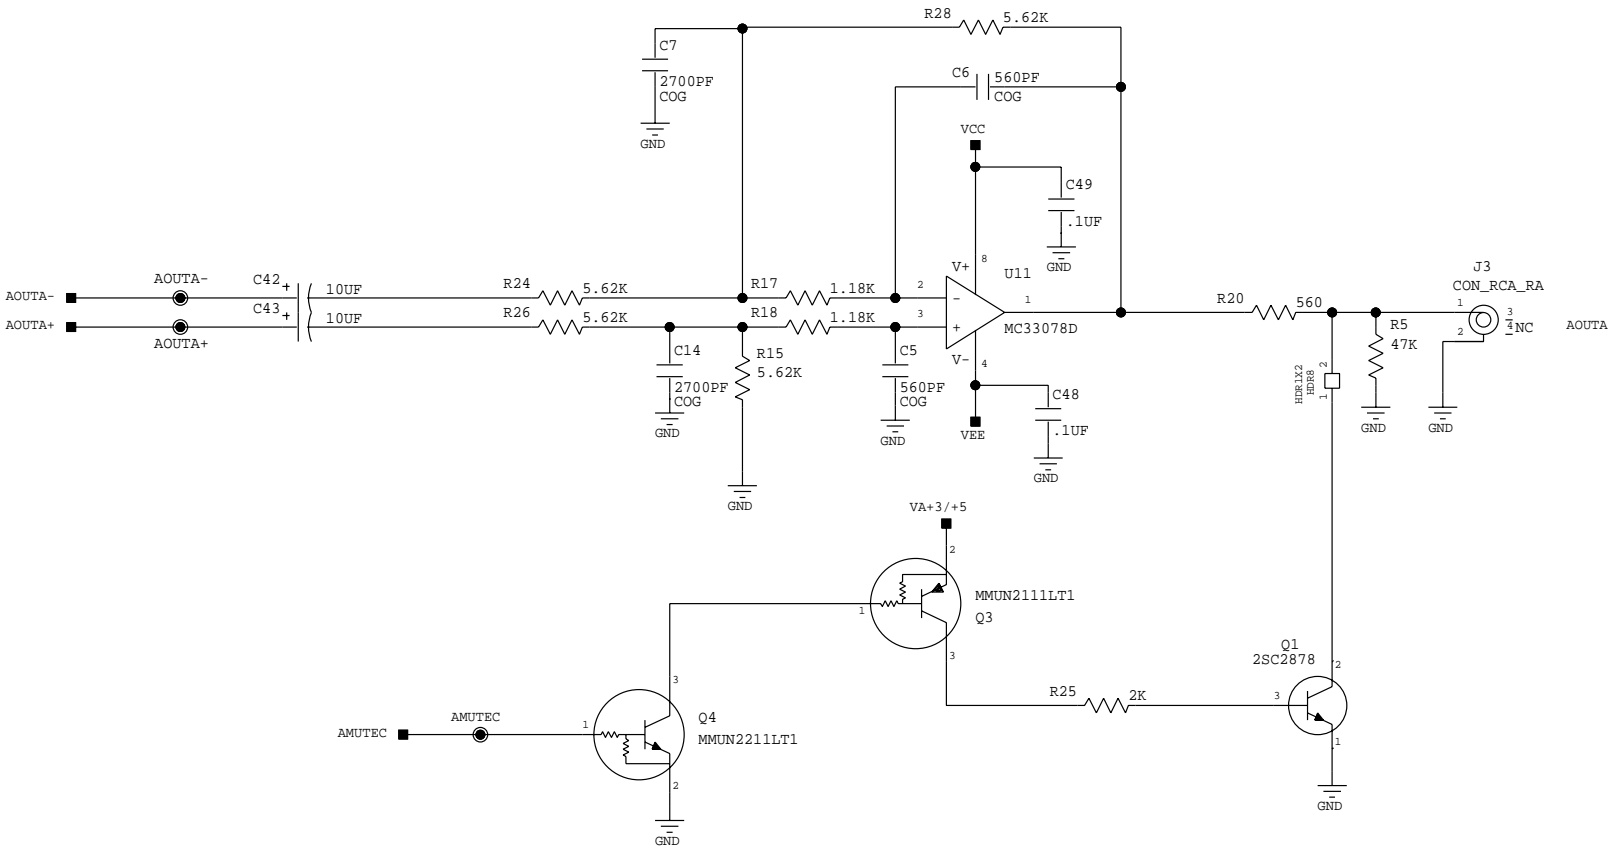 R28
5.62K
C7
2700PF
COG
GND
C6
560PF
COG
VCC
C49
.1UF
GND
V+
8
U11
AOUTA-
AOUTA-
C42
+
10UF
R24
5.62K
R17
1.18K
2
-
1
AOUTA+
AOUTA+
C43
+
10UF
R26
5.62K
R18
1.18K
3
+
MC33078D
V-
4
C14
2700PF
COG
GND
R15
5.62K
GND
C5
560PF
COG
GND
VEE
C48
.1UF
GND
R20
560
J3
CON_RCA_RA
1
2
3
4
NC
AOUTA
R5
47K
GND
GND
HDR1X2
HDR8
2
1
VA+3/+5
2
1
MMUN2111LT1
Q3
3
Q1
2SC2878
2
R25
2K
3
1
GND
AMUTEC
AMUTEC
1
3
Q4
MMUN2211LT1
2
GND